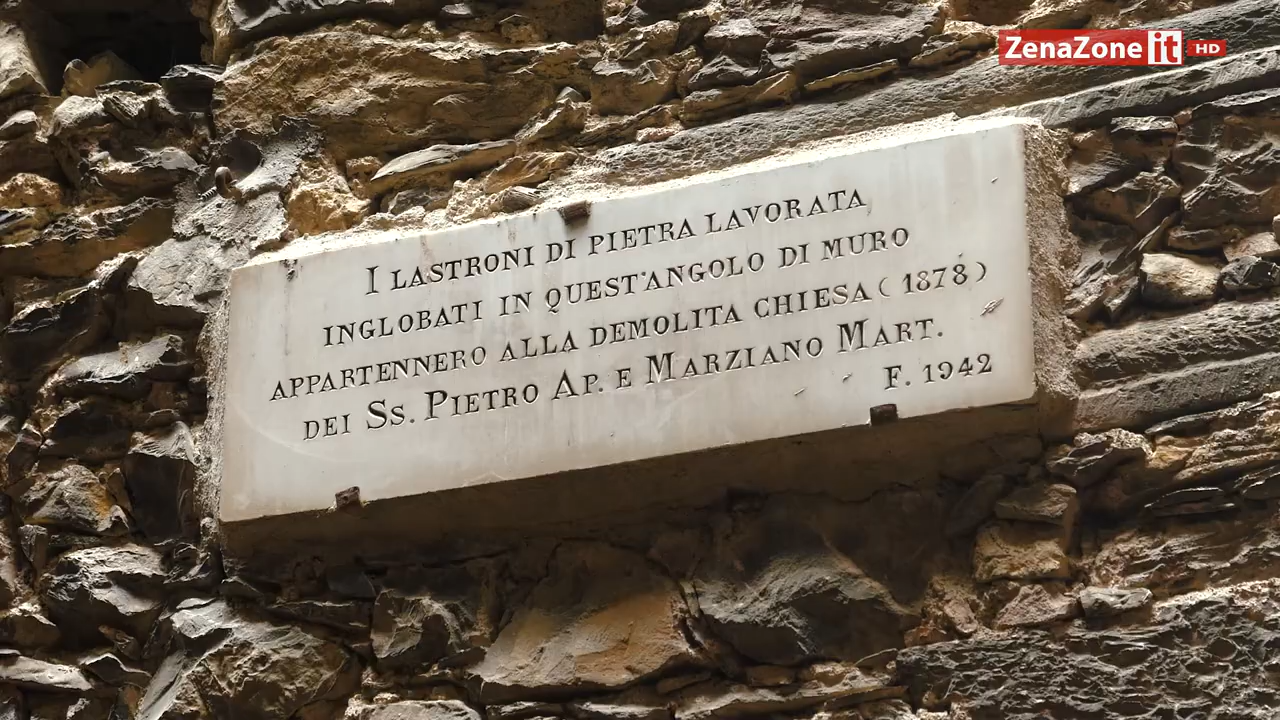 ZenaZone it HD
I LASTRONI DI PIETRA LAVORATA
INGLOBATI IN QUEST'ANGOLO DI MURO
APPARTENNERO ALLA DEMOLITA CHIESA (1878)
DEI SS. PIETRO AP. E MARZIANO MART.
F. 1942